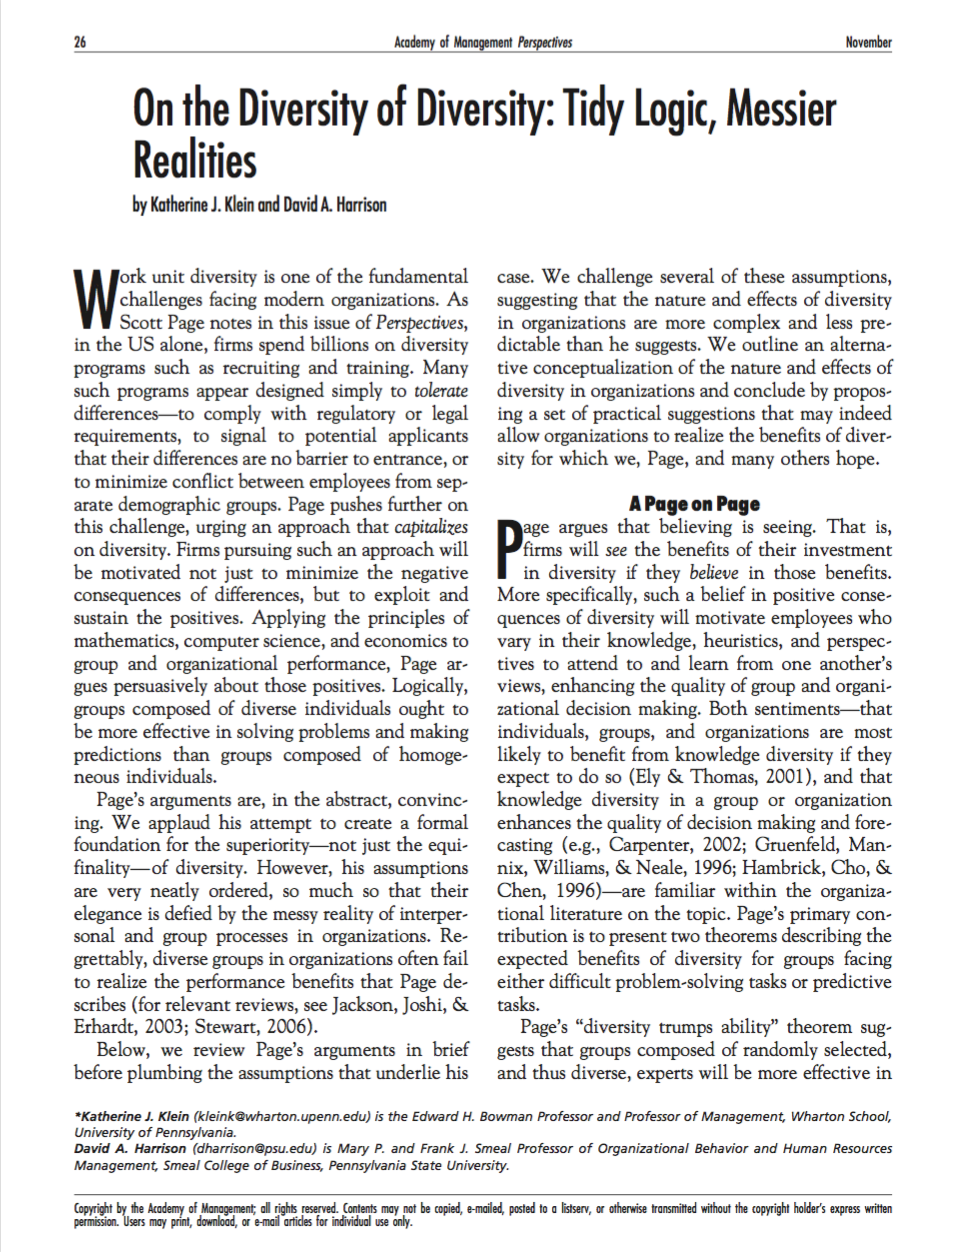 26
Academy of Management Perspectives
November
On the Diversity of Diversity: Tidy Logic, Messier
Realities
by Katherine J. Klein and David A. Harrison
Work unit diversity is one of the fundamental
challenges facing modern organizations. As
Scott Page notes in this issue of Perspectives,
in the US alone, firms spend billions on diversity
programs such as recruiting and training. Many
such programs appear designed simply to tolerate
differences—to comply with regulatory or legal
requirements, to signal to potential applicants
that their differences are no barrier to entrance, or
to minimize conflict between employees from sep-
arate demographic groups. Page pushes further on
this challenge, urging an approach that capitalizes
on diversity. Firms pursuing such an approach will
be motivated not just to minimize the negative
consequences of differences, but to exploit and
sustain the positives. Applying the principles of
mathematics, computer science, and economics to
group and organizational performance, Page ar-
gues persuasively about those positives. Logically,
groups composed of diverse individuals ought to
be more effective in solving problems and making
predictions than groups composed of homoge-
neous individuals.
Page's arguments are, in the abstract, convinc-
ing. We applaud his attempt to create a formal
foundation for the superiority—not just the equi-
finality—of diversity. However, his assumptions
are very neatly ordered, so much so that their
elegance is defied by the messy reality of interper-
sonal and group processes in organizations. Re-
grettably, diverse groups in organizations often fail
to realize the performance benefits that Page de-
scribes (for relevant reviews, see Jackson, Joshi, &
Erhardt, 2003; Stewart, 2006).
Below, we review Page's arguments in brief
before plumbing the assumptions that underlie his
case. We challenge several of these assumptions,
suggesting that the nature and effects of diversity
in organizations are more complex and less pre-
dictable than he suggests. We outline an alterna-
tive conceptualization of the nature and effects of
diversity in organizations and conclude by propos-
ing a set of practical suggestions that may indeed
allow organizations to realize the benefits of diver-
sity for which we, Page, and many others hope.
A Page on Page
Page argues that believing is seeing. That is,
firms will see the benefits of their investment
in diversity if they believe in those benefits.
More specifically, such a belief in positive conse-
quences of diversity will motivate employees who
vary in their knowledge, heuristics, and perspec-
tives to attend to and learn from one another's
views, enhancing the quality of group and organi-
zational decision making. Both sentiments—that
individuals, groups, and organizations are most
likely to benefit from knowledge diversity if they
expect to do so (Ely & Thomas, 2001), and that
knowledge diversity in a group or organization
enhances the quality of decision making and fore-
casting (e.g., Carpenter, 2002; Gruenfeld, Man-
nix, Williams, & Neale, 1996; Hambrick, Cho, &
Chen, 1996)—are familiar within the organiza-
tional literature on the topic. Page's primary con-
tribution is to present two theorems describing the
expected benefits of diversity for groups facing
either difficult problem-solving tasks or predictive
tasks.
Page's “diversity trumps ability” theorem sug-
gests that groups composed of randomly selected,
and thus diverse, experts will be more effective in
*Katherine J. Klein (kleink@wharton.upenn.edu) is the Edward H. Bowman Professor and Professor of Management, Wharton School,
University of Pennsylvania.
David A. Harrison (dharrison@psu.edu) is Mary P. and Frank J. Smeal Professor of Organizational Behavior and Human Resources
Management, Smeal College of Business, Pennsylvania State University.
Copyright by the Academy of Management; all rights reserved. Contents may not be copied, e-mailed, posted to a listserv, or otherwise transmitted without the copyright holder's express written
permission. Users may print, download, or e-mail articles for individual use only.